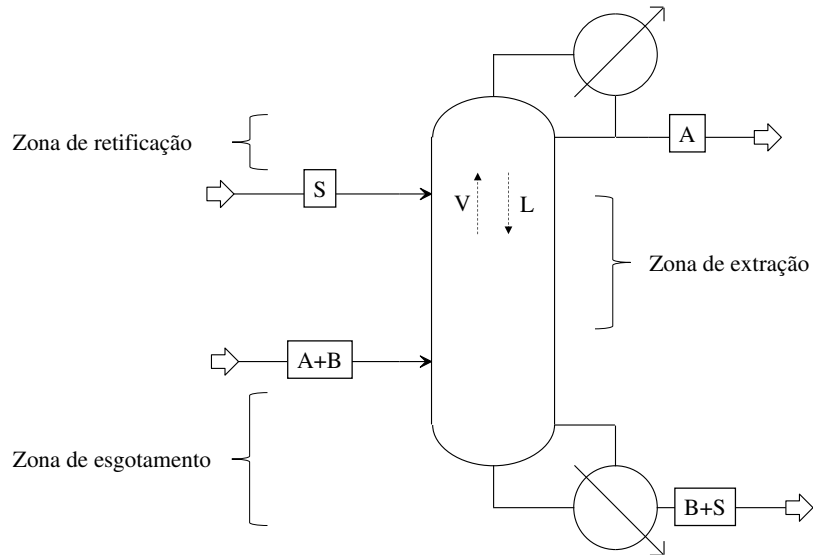 Zona de retificação
A
S
V
L
Zona de extração
A+B
Zona de esgotamento
B+S